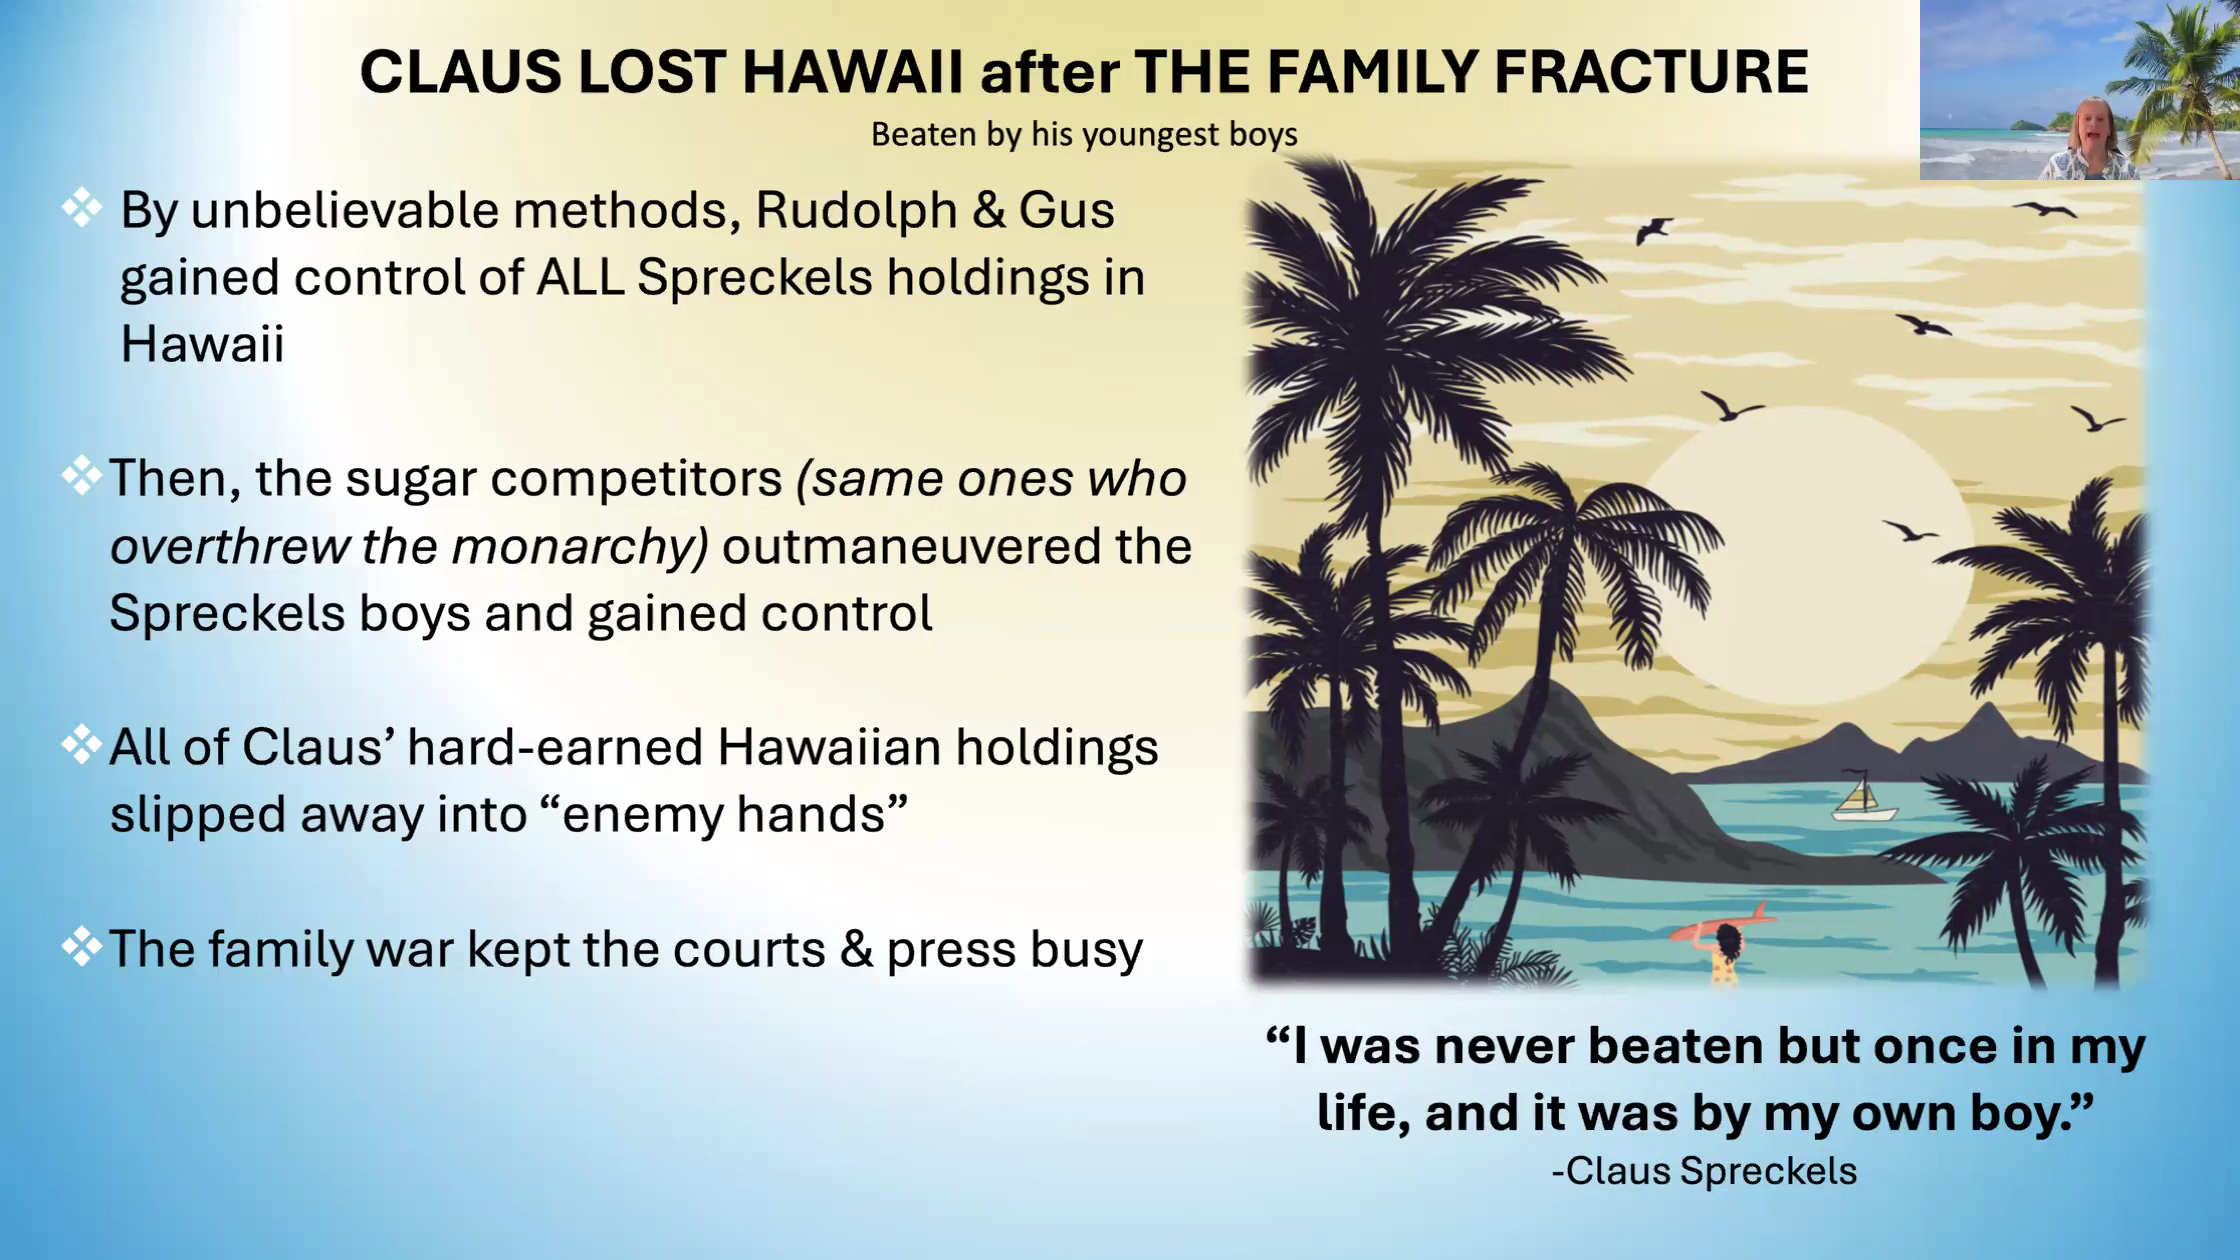 CLAUS LOST HAWAII after THE FAMILY FRACTURE
Beaten by his youngest boys
By unbelievable methods, Rudolph & Gus
gained control of ALL Spreckels holdings in
Hawaii
Then, the sugar competitors (same ones who
overthrew the monarchy) outmaneuvered the
Spreckels boys and gained control
All of Claus’ hard-earned Hawaiian holdings
slipped away into “enemy hands”
The family war kept the courts & press busy
“I was never beaten but once in my
life, and it was by my own boy.”
-Claus Spreckels